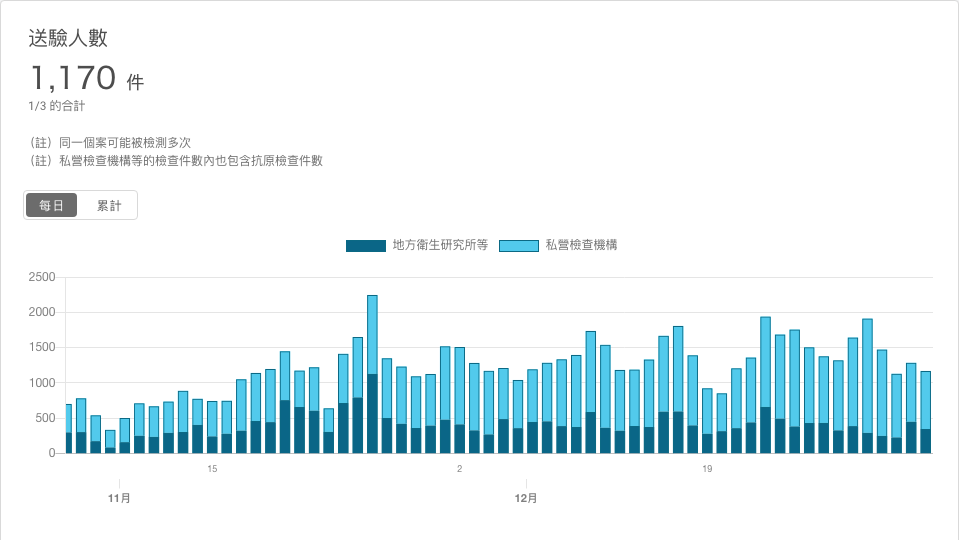 送驗人數
1,170 件
1/3 的合計
（註）同一個案可能被檢測多次
（註）私營檢查機構等的檢查件數內也包含抗原檢查件數
每日 累計
地方衛生研究所等 私營檢查機構
2500
2000
1500
1000
500
0
15 2 19
11月 12月